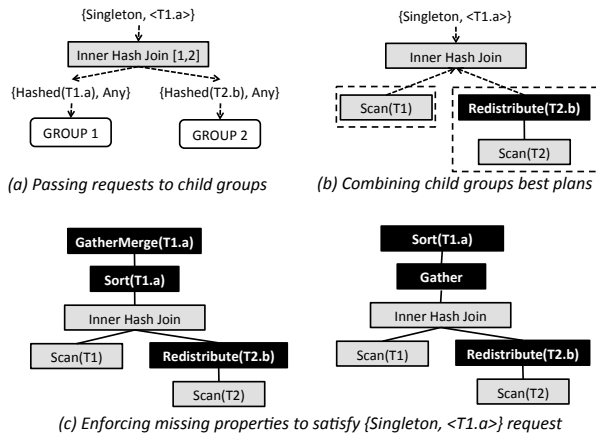 {Singleton, <T1.a>}
Inner Hash Join [1,2]
{Hashed(T1.a), Any} {Hashed(T2.b), Any}
GROUP 1 GROUP 2
(a) Passing requests to child groups
{Singleton, <T1.a>}
Inner Hash Join
Scan(T1) Redistribute(T2.b)
Scan(T2)
(b) Combining child groups best plans
GatherMerge(T1.a)
Sort(T1.a)
Inner Hash Join
Scan(T1) Redistribute(T2.b)
Scan(T2)
Sort(T1.a)
Gather
Inner Hash Join
Scan(T1) Redistribute(T2.b)
Scan(T2)
(c) Enforcing missing properties to satisfy {Singleton, <T1.a>} request